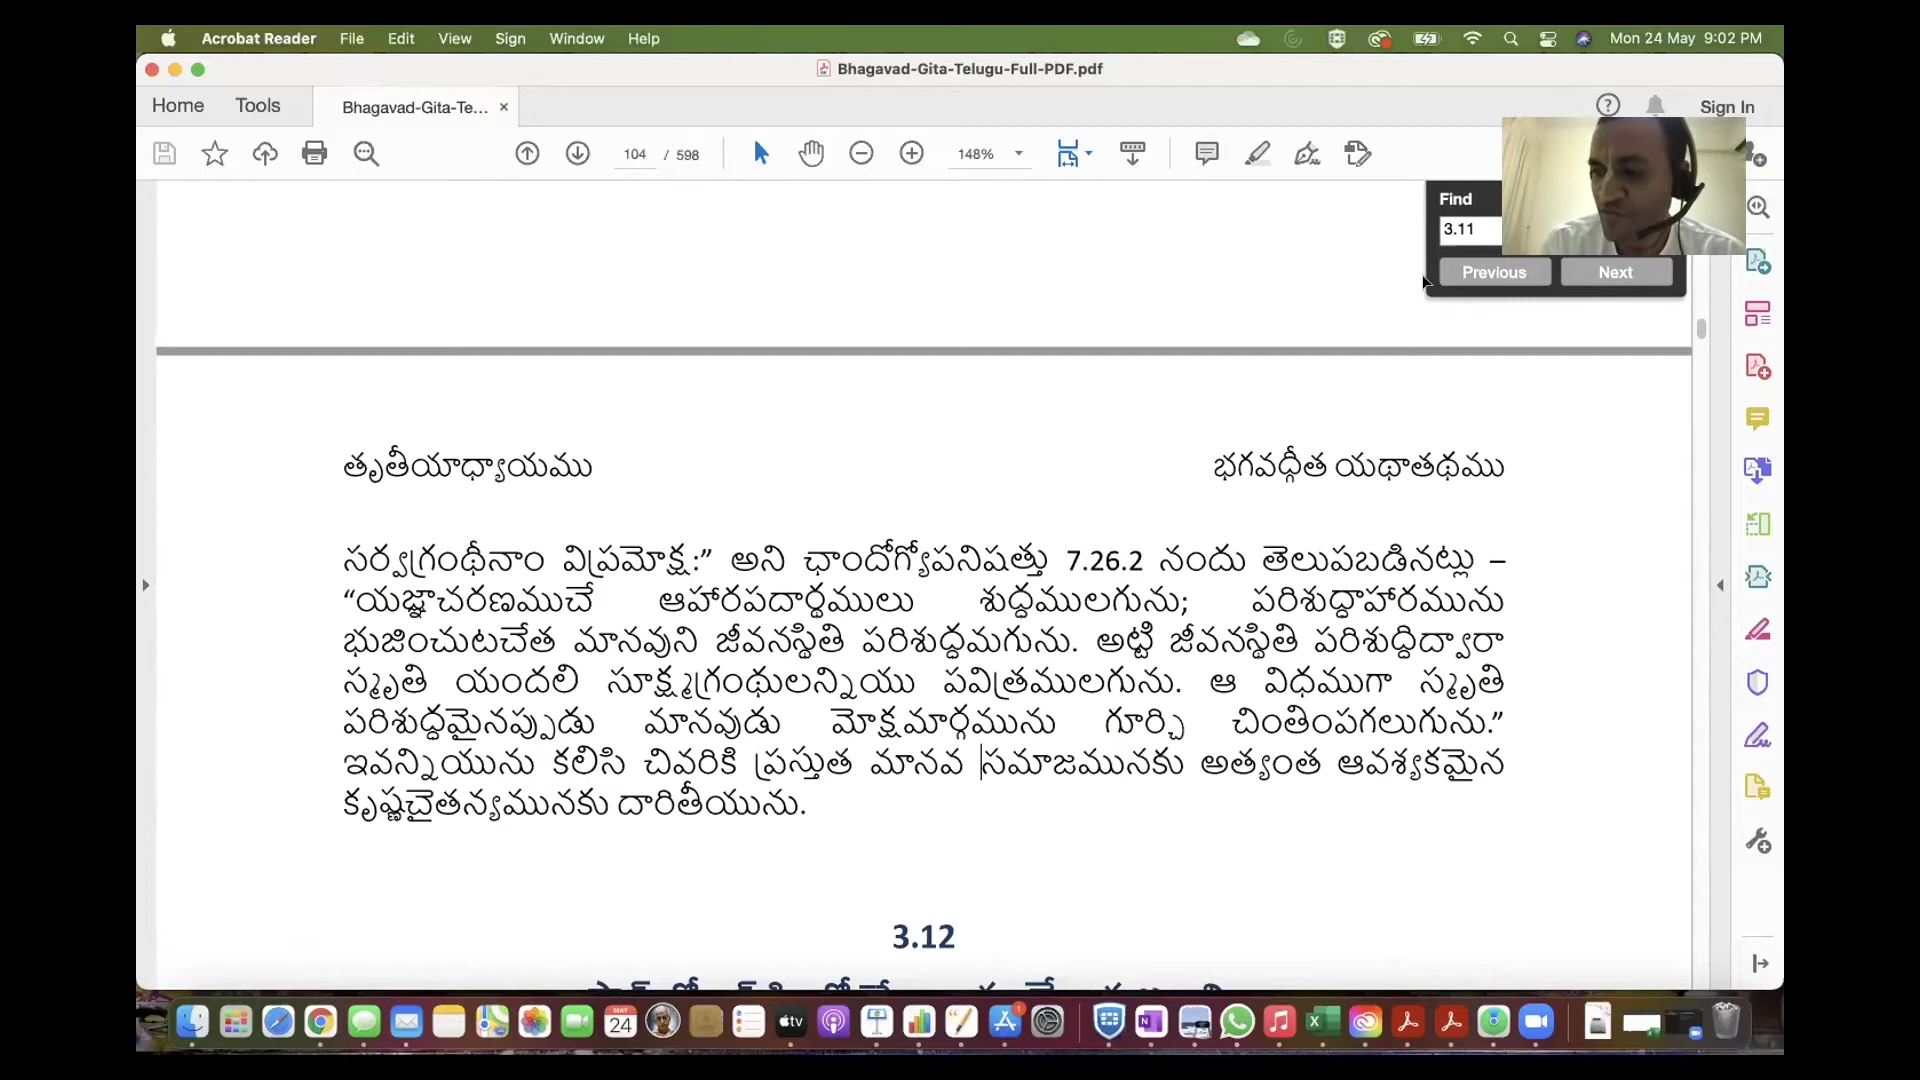 Acrobat Reader File Edit View Sign Window Help Mon 24 May 9:02 PM
Bhagavad-Gita-Telugu-Full-PDF.pdf
Home Tools Bhagavad-Gita-Te... × Sign In
104 / 598 148%
Find
3.11
Previous Next
తృతీయాధ్యాయము భగవద్గీత యథాతథము
సర్వగ్రంథీనాం విప్రమోక్ష:” అని ఛాందోగ్యోపనిషత్తు 7.26.2 నందు తెలుపబడినట్లు –
“యజ్ఞాచరణముచే ఆహారపదార్థములు శుద్ధములగును; పరిశుద్ధాహారమును
భుజించుటచేత మానవుని జీవనస్థితి పరిశుద్ధమగును. అట్టి జీవనస్థితి పరిశుద్ధిద్వారా
స్మృతి యందలి సూక్ష్మగ్రంథులన్నియు పవిత్రములగును. ఆ విధముగా స్మృతి
పరిశుద్ధమైనప్పుడు మానవుడు మోక్షమార్గమును గూర్చి చింతింపగలుగును.”
ఇవన్నియును కలిసి చివరికి ప్రస్తుత మానవ సమాజమునకు అత్యంత ఆవశ్యకమైన
కృష్ణచైతన్యమునకు దారితీయును.
3.12
MAY
24
tv
1